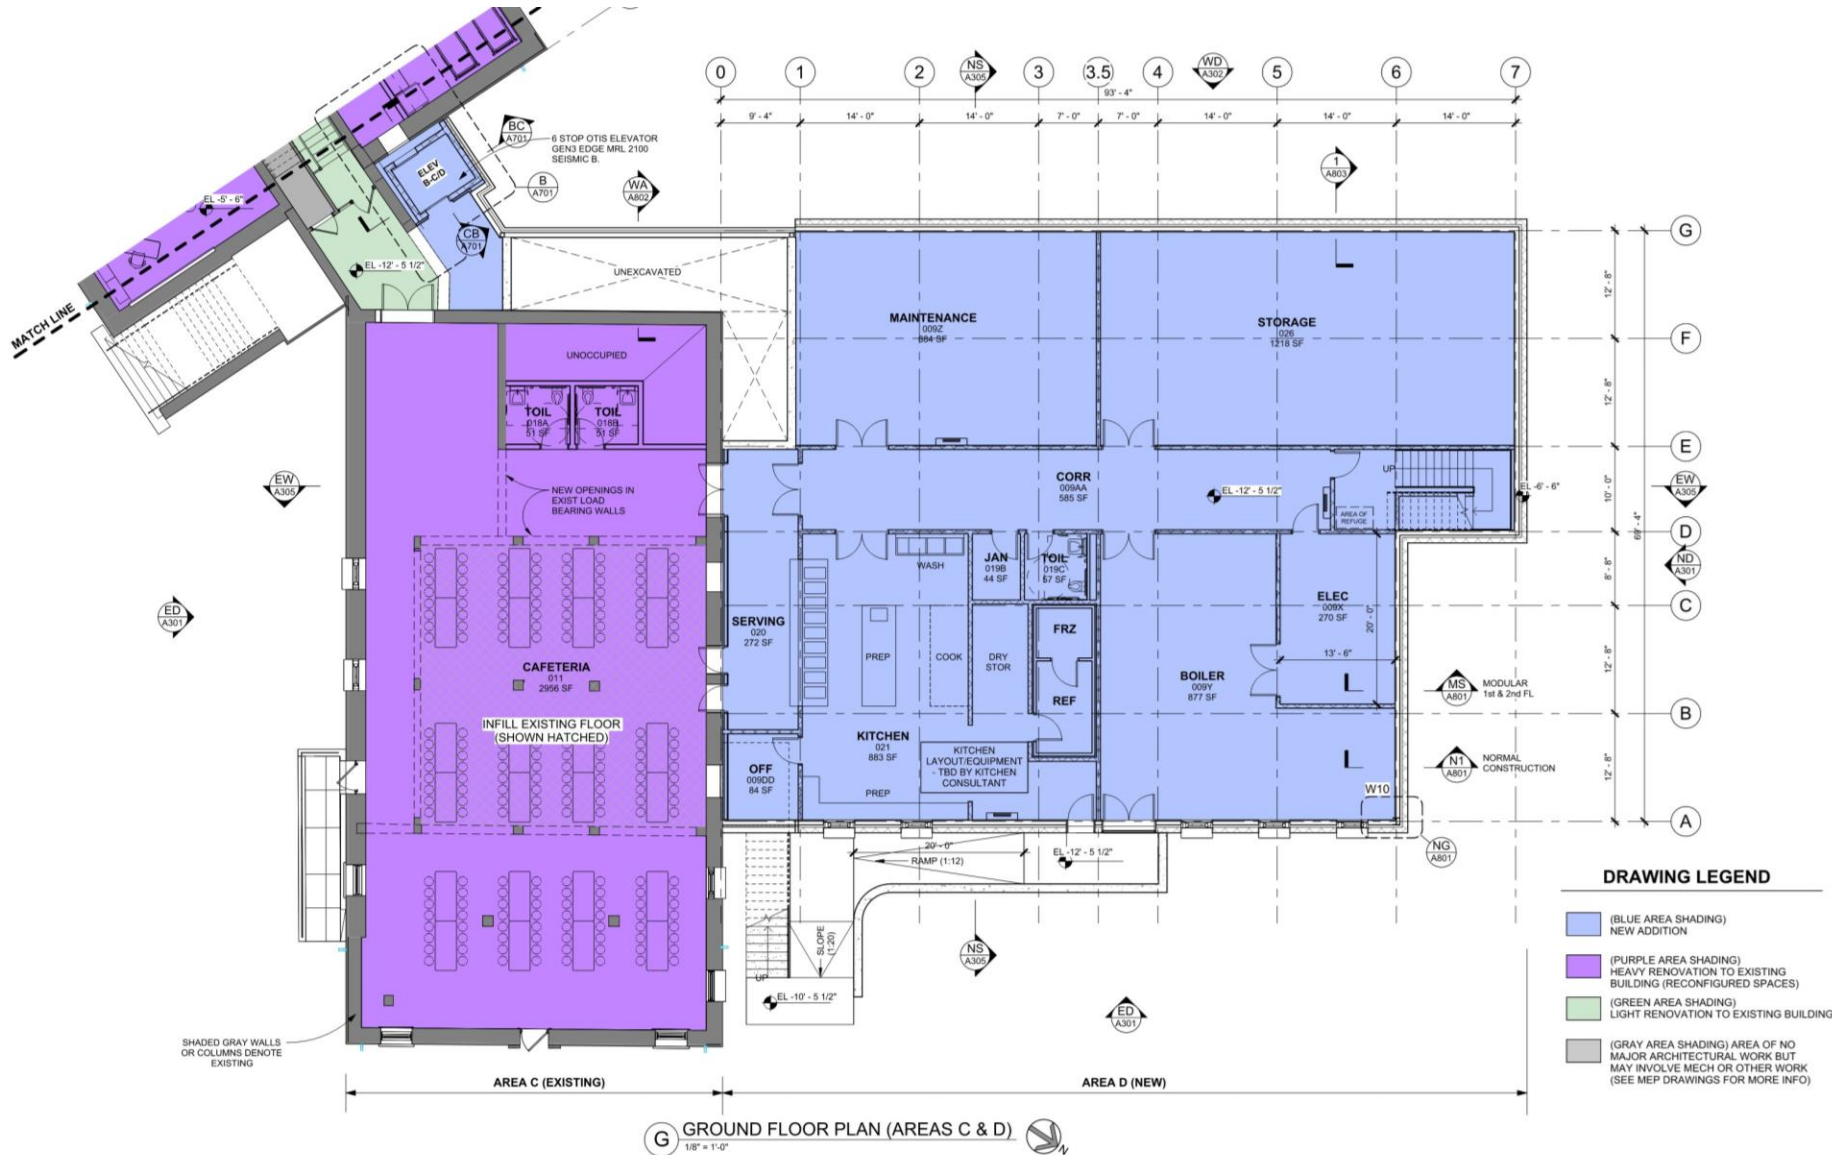 0
1
2
NS
A305
3
3.5
4
WD
A302
5
6
7
93' - 4"
9' - 4"
14' - 0"
14' - 0"
7' - 0"
7' - 0"
14' - 0"
14' - 0"
14' - 0"
BC
A701
6 STOP OTIS ELEVATOR
GEN3 EDGE MRL 2100
SEISMIC B.
ELEV
B-C/D
B
A701
WA
A802
1
A803
EL -5' - 6"
CB
A701
EL -12' - 5 1/2"
MATCH LINE
UNEXCAVATED
G
12' - 8"
MAINTENANCE
009Z
884 SF
STORAGE
026
1218 SF
F
UNOCCUPIED
12' - 8"
TOIL
018A
51 SF
TOIL
018B
51 SF
E
EW
A305
NEW OPENINGS IN
EXIST LOAD
BEARING WALLS
CORR
009AA
585 SF
EL -12' - 5 1/2"
UP
AREA OF
REFUGE
EL -6' - 6"
10' - 0"
EW
A305
69' - 4"
D
WASH
JAN
019B
44 SF
TOIL
019C
57 SF
8' - 8"
ND
A301
ED
A301
SERVING
020
272 SF
FRZ
ELEC
009X
270 SF
20' - 0"
C
PREP
COOK
DRY
STOR
13' - 6"
12' - 8"
CAFETERIA
011
2956 SF
REF
BOILER
009Y
877 SF
MS
A801
MODULAR
1st & 2nd FL
INFILL EXISTING FLOOR
(SHOWN HATCHED)
B
KITCHEN
021
883 SF
KITCHEN
LAYOUT/EQUIPMENT
- TBD BY KITCHEN
CONSULTANT
OFF
009DD
84 SF
PREP
N1
A801
NORMAL
CONSTRUCTION
12' - 8"
W10
A
20' - 0"
RAMP (1:12)
EL -12' - 5 1/2"
NG
A801
SLOPE
(1:20)
UP
EL -10' - 5 1/2"
NS
A305
ED
A301
SHADED GRAY WALLS
OR COLUMNS DENOTE
EXISTING
DRAWING LEGEND
(BLUE AREA SHADING)
NEW ADDITION
(PURPLE AREA SHADING)
HEAVY RENOVATION TO EXISTING
BUILDING (RECONFIGURED SPACES)
(GREEN AREA SHADING)
LIGHT RENOVATION TO EXISTING BUILDING
(GRAY AREA SHADING) AREA OF NO
MAJOR ARCHITECTURAL WORK BUT
MAY INVOLVE MECH OR OTHER WORK
(SEE MEP DRAWINGS FOR MORE INFO)
AREA C (EXISTING)
AREA D (NEW)
G
GROUND FLOOR PLAN (AREAS C & D)
1/8" = 1'-0"
N